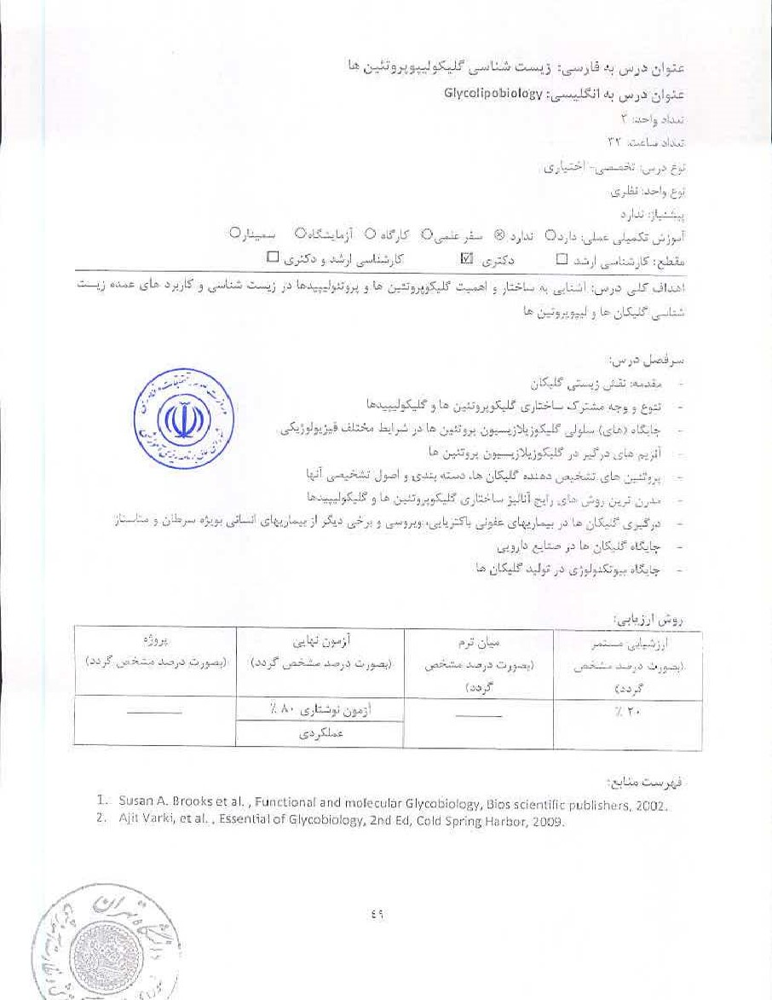 عنوان درس به فارسی: زیست شناسی گلیکولیپوپروتئین ها
عنوان درس به انگلیسی: Glycolipobiology
تعداد واحد: ۲
تعداد ساعت: ۳۲
نوع درس: تخصصی- اختیاری
نوع واحد: نظری
پیشنیاز: ندارد
آموزش تکمیلی عملی: دارد○ ندارد ⊗ سفر علمی○ کارگاه ○ آزمایشگاه○ سمینار○
مقطع: کارشناسی ارشد ☐ دکتری ☑ کارشناسی ارشد و دکتری ☐
اهداف کلی درس: آشنایی به ساختار و اهمیت گلیکوپروتئین ها و پروتئولیپیدها در زیست شناسی و کاربرد های عمده زیست
شناسی گلیکان ها و لیپوپروتین ها
سرفصل درس:
- مقدمه: نقش زیستی گلیکان
- تنوع و وجه مشترک ساختاری گلیکوپروتئین ها و گلیکولیپیدها
- جایگاه (های) سلولی گلیکوزیلازیسیون پروتئین ها در شرایط مختلف فیزیولوژیکی
- آنزیم های درگیر در گلیکوزیلازیسیون پروتئین ها
- پروتئین های تشخیص دهنده گلیکان ها، دسته بندی و اصول تشخیصی آنها
- مدرن ترین روش های رایج آنالیز ساختاری گلیکوپروتئین ها و گلیکولیپیدها
- درگیری گلیکان ها در بیماریهای عفونی باکتریایی، ویروسی و برخی دیگر از بیماریهای انسانی بویژه سرطان و متاستاز
- جایگاه گلیکان ها در صنایع دارویی
- جایگاه بیوتکنولوژی در تولید گلیکان ها
روش ارزیابی:
ارزشیابی مستمر میان ترم آزمون نهایی پروژه
(بصورت درصد مشخص (بصورت درصد مشخص (بصورت درصد مشخص گردد) (بصورت درصد مشخص گردد)
گردد) گردد)
۲۰ ٪ آزمون نوشتاری ۸۰ ٪
عملکردی
فهرست منابع:
1. Susan A. Brooks et al. , Functional and molecular Glycobiology, Bios scientific publishers, 2002.
2. Ajit Varki, et al. , Essential of Glycobiology, 2nd Ed, Cold Spring Harbor, 2009.
٤٩
دانشگاه تهران